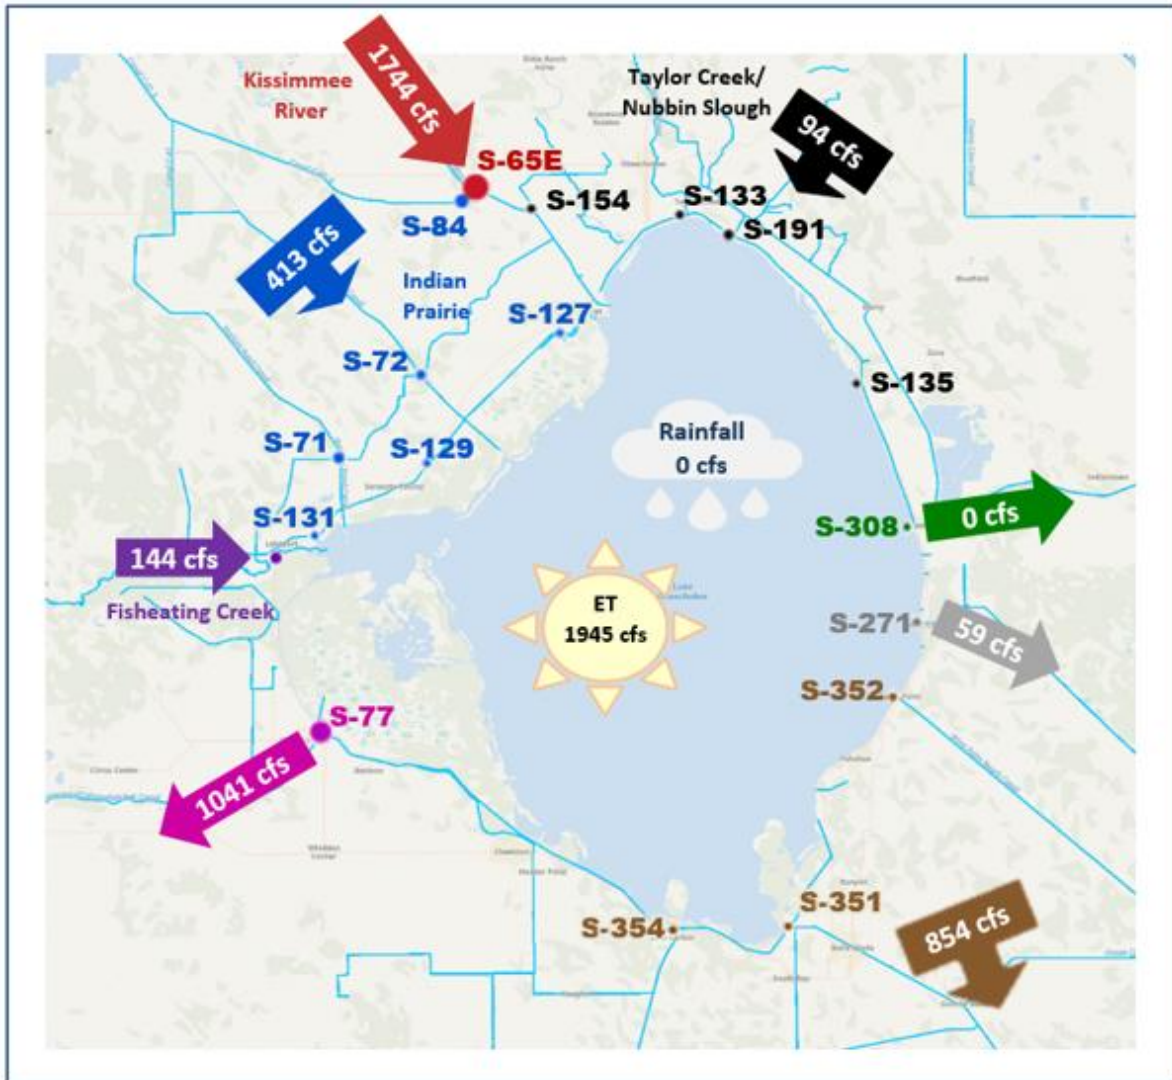 Kissimmee
River
1744 cfs
Taylor Creek/
Nubbin Slough
94 cfs
S-65E
S-154
S-133
S-84
S-191
413 cfs
Indian
Prairie
S-127
S-72
S-135
Rainfall
0 cfs
S-71
S-129
S-131
S-308
0 cfs
144 cfs
Fisheating Creek
ET
1945 cfs
S-271
59 cfs
S-352
S-77
1041 cfs
S-351
S-354
854 cfs